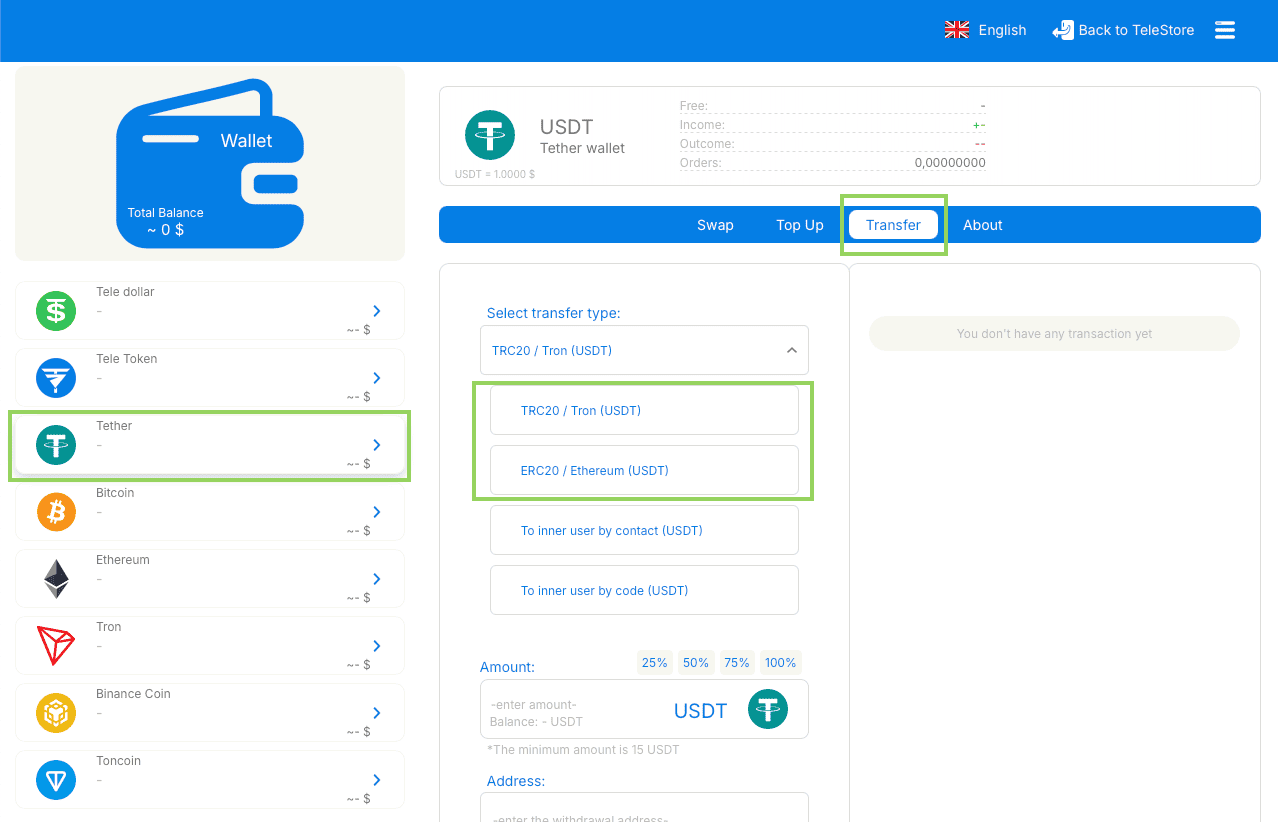 English
Back to TeleStore
Wallet
Total Balance
~ 0 $
Tele dollar
-
~- $
Tele Token
-
~- $
Tether
-
~- $
Bitcoin
-
~- $
Ethereum
-
~- $
Tron
-
~- $
Binance Coin
-
~- $
Toncoin
-
~- $
USDT
Tether wallet
USDT = 1.0000 $
Free: -
Income: +-
Outcome: --
Orders: 0,00000000
Swap Top Up Transfer About
Select transfer type:
TRC20 / Tron (USDT)
TRC20 / Tron (USDT)
ERC20 / Ethereum (USDT)
To inner user by contact (USDT)
To inner user by code (USDT)
Amount: 25% 50% 75% 100%
-enter amount-
Balance: - USDT
USDT
*The minimum amount is 15 USDT
Address:
-enter the withdrawal address-
You don't have any transaction yet